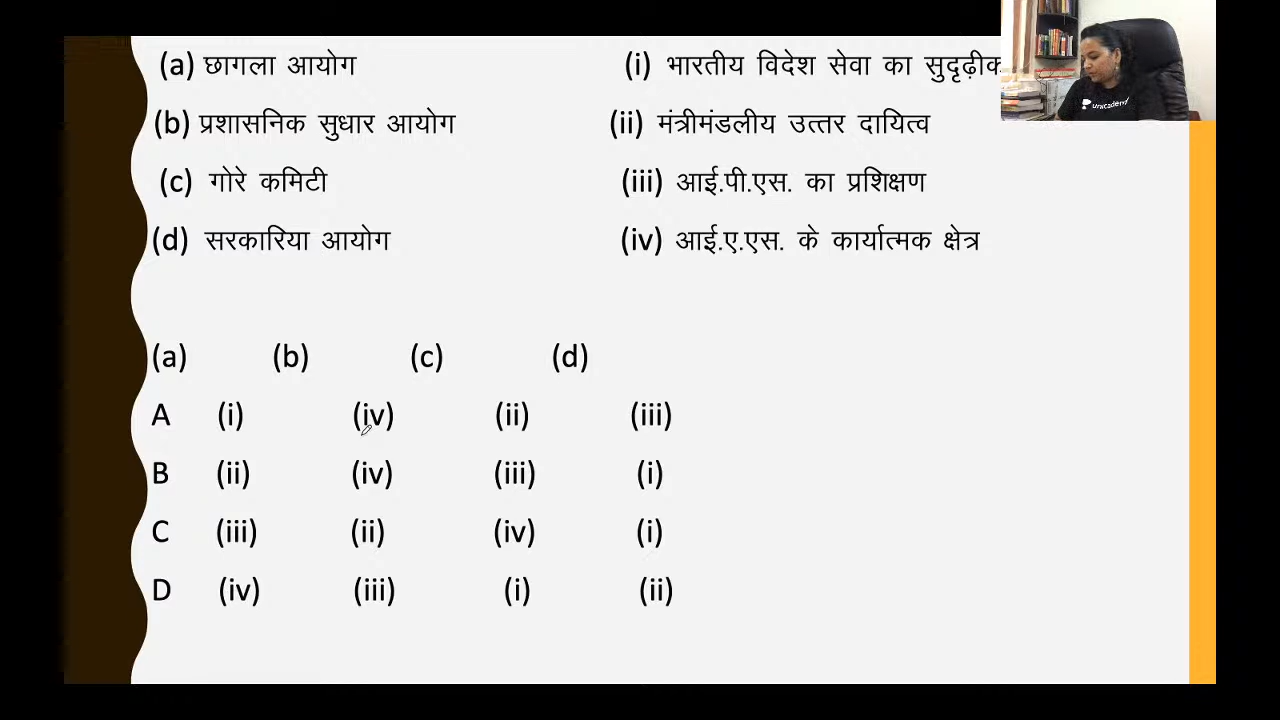 (a) छागला आयोग (i) भारतीय विदेश सेवा का
(b) प्रशासनिक सुधार आयोग (ii) मंत्रीमंडलीय उत्तर दायित्व
(c) गोरे कमिटी (iii) आई.पी.एस. का प्रशिक्षण
(d) सरकारिया आयोग (iv) आई.ए.एस. के कार्यात्मक क्षेत्र
(a) (b) (c) (d)
A (i) (iv) (ii) (iii)
B (ii) (iv) (iii) (i)
C (iii) (ii) (iv) (i)
D (iv) (iii) (i) (ii)
unacademy